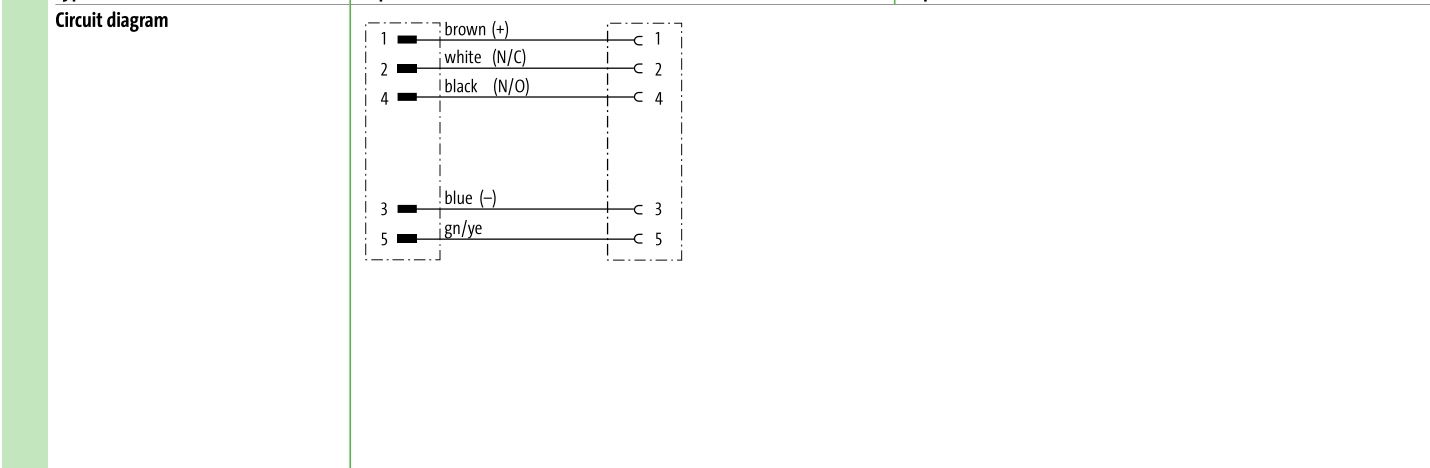 Circuit diagram
1 brown (+) 1
2 white (N/C) 2
4 black (N/O) 4
3 blue (–) 3
5 gn/ye 5